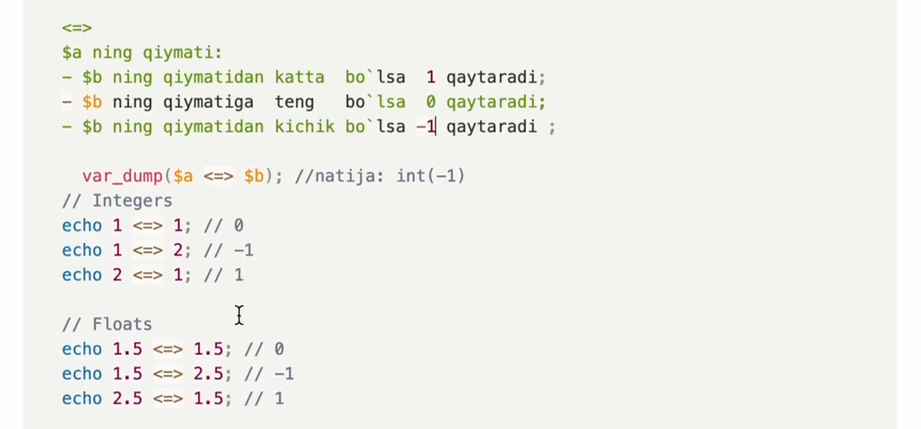 <=>
$a ning qiymati:
- $b ning qiymatidan katta  bo`lsa  1 qaytaradi;
- $b ning qiymatiga  teng   bo`lsa  0 qaytaradi;
- $b ning qiymatidan kichik bo`lsa -1 qaytaradi ;
var_dump($a <=> $b); //natija: int(-1)
// Integers
echo 1 <=> 1; // 0
echo 1 <=> 2; // -1
echo 2 <=> 1; // 1
// Floats
echo 1.5 <=> 1.5; // 0
echo 1.5 <=> 2.5; // -1
echo 2.5 <=> 1.5; // 1